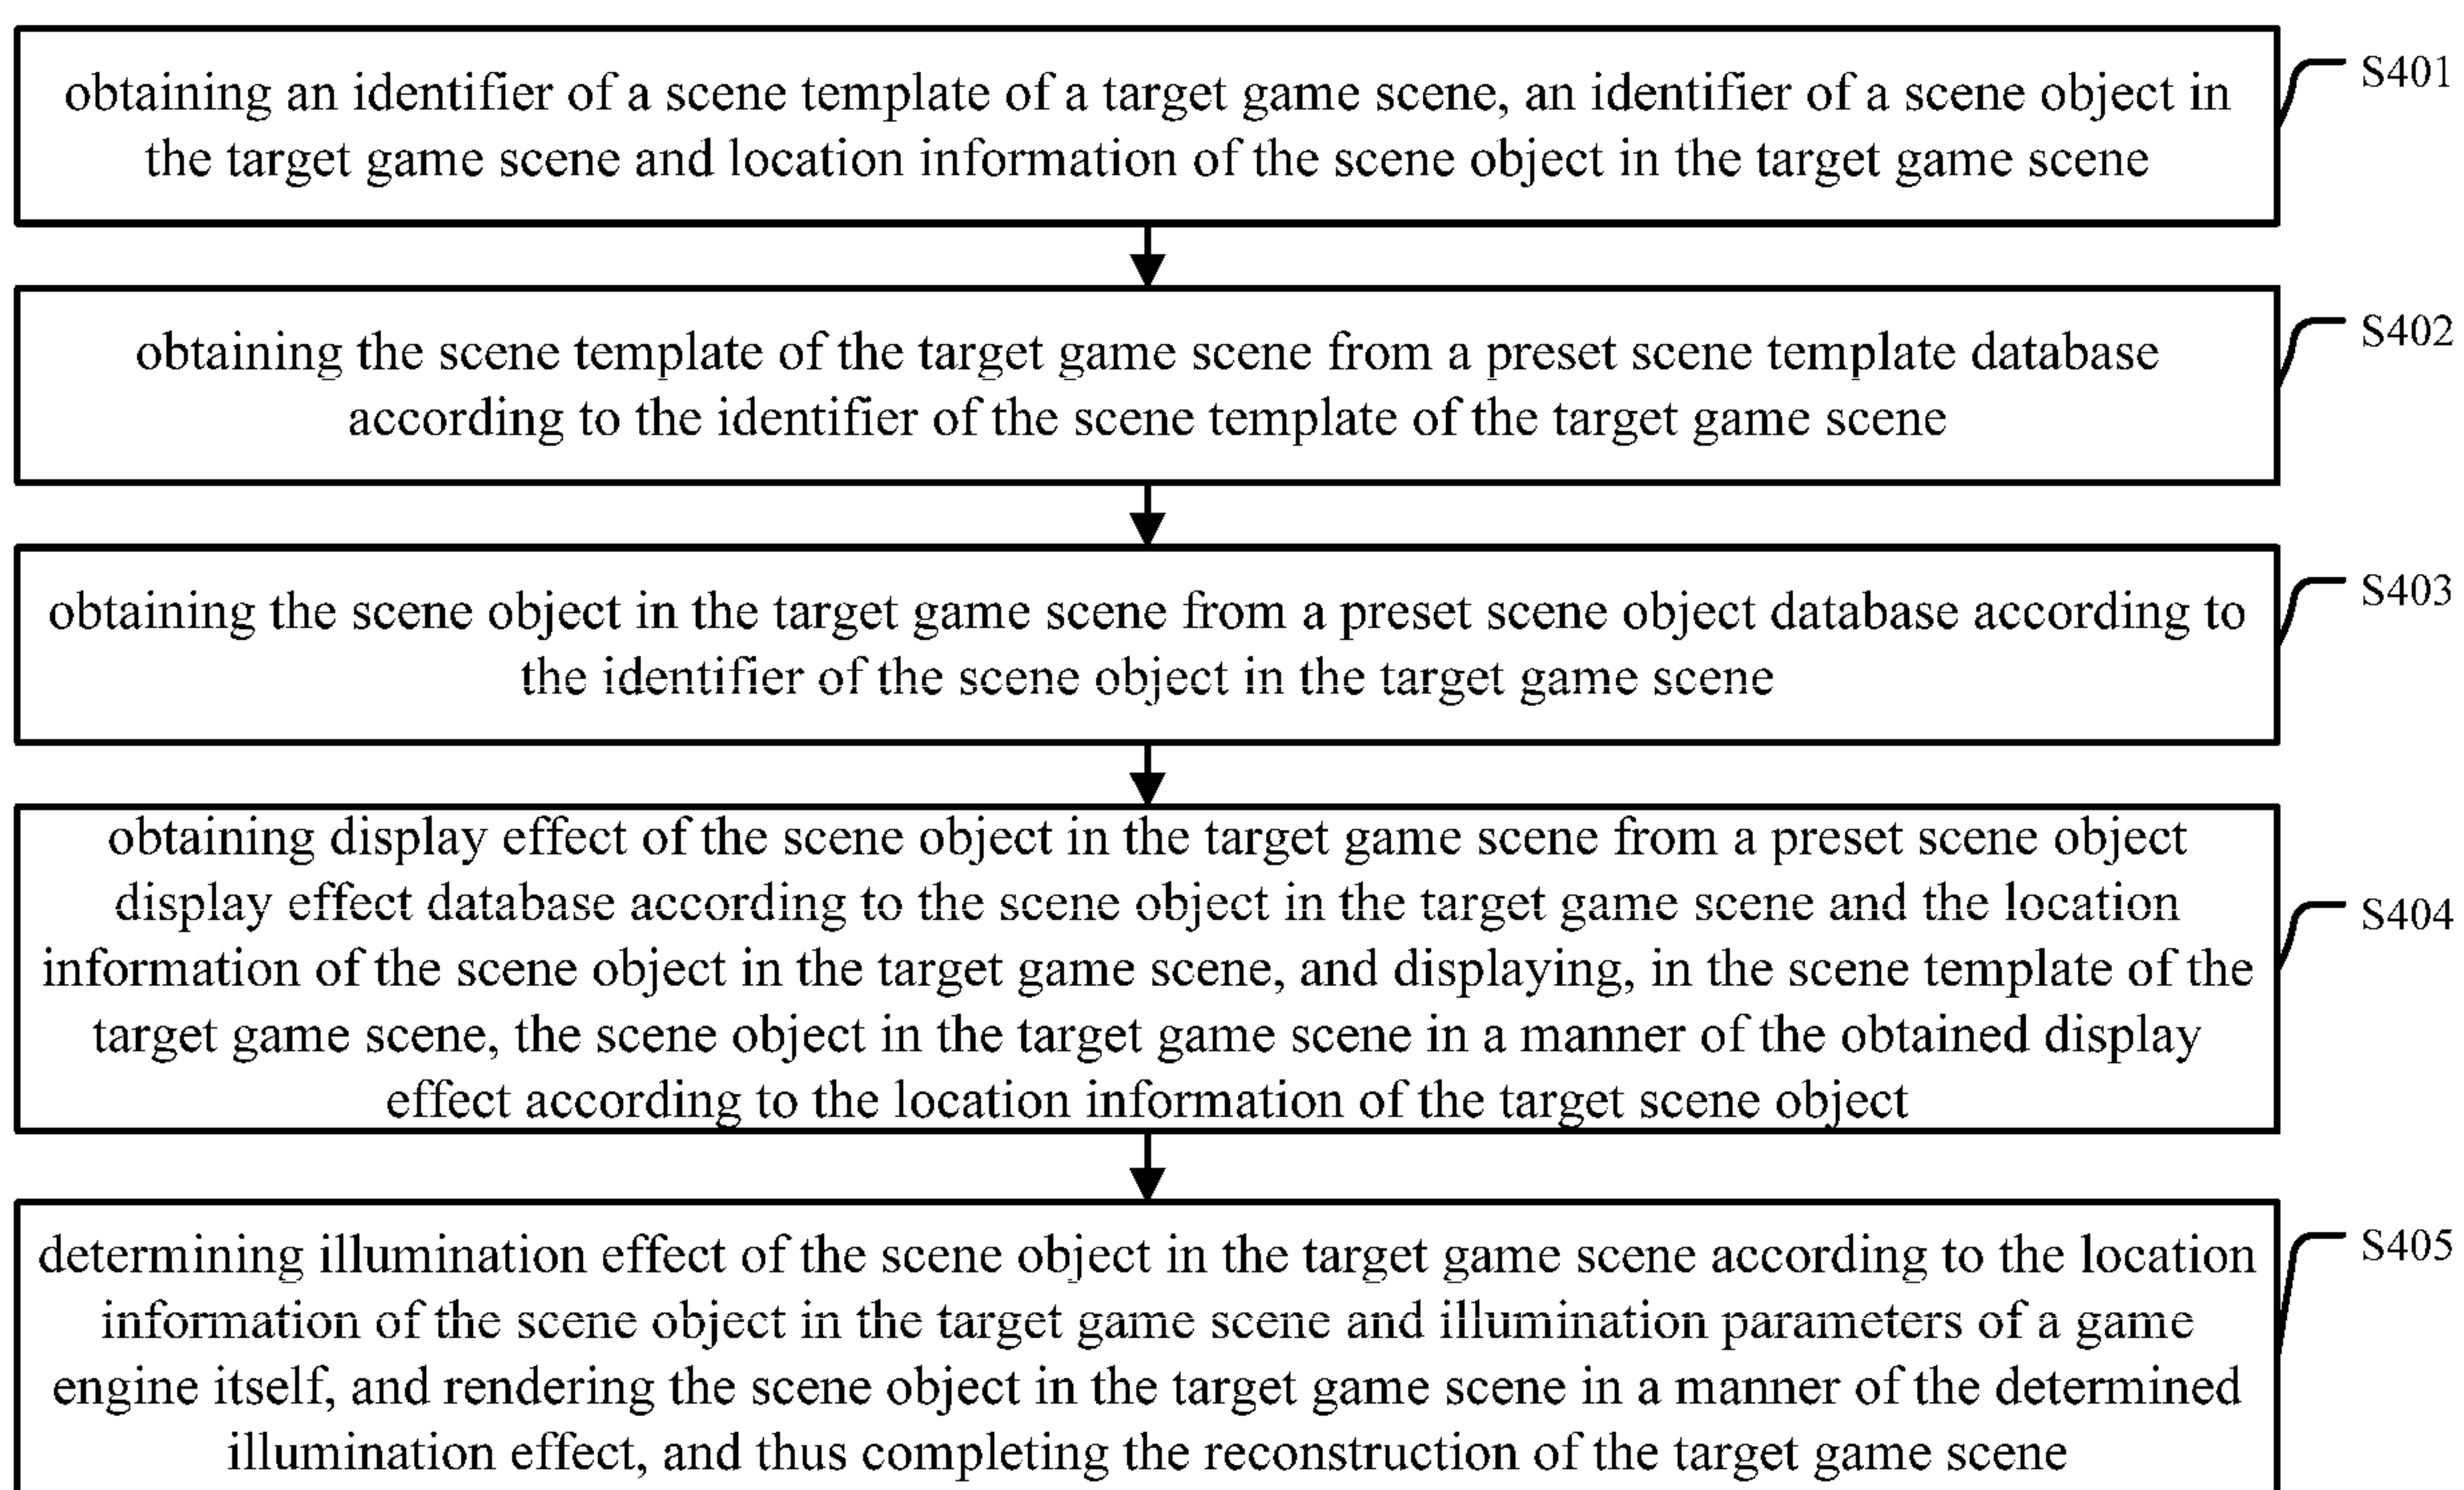 obtaining an identifier of a scene template of a target game scene, an identifier of a scene object in
the target game scene and location information of the scene object in the target game scene
S401
obtaining the scene template of the target game scene from a preset scene template database
according to the identifier of the scene template of the target game scene
S402
obtaining the scene object in the target game scene from a preset scene object database according to
the identifier of the scene object in the target game scene
S403
obtaining display effect of the scene object in the target game scene from a preset scene object
display effect database according to the scene object in the target game scene and the location
information of the scene object in the target game scene, and displaying, in the scene template of the
target game scene, the scene object in the target game scene in a manner of the obtained display
effect according to the location information of the target scene object
S404
determining illumination effect of the scene object in the target game scene according to the location
information of the scene object in the target game scene and illumination parameters of a game
engine itself, and rendering the scene object in the target game scene in a manner of the determined
illumination effect, and thus completing the reconstruction of the target game scene
S405